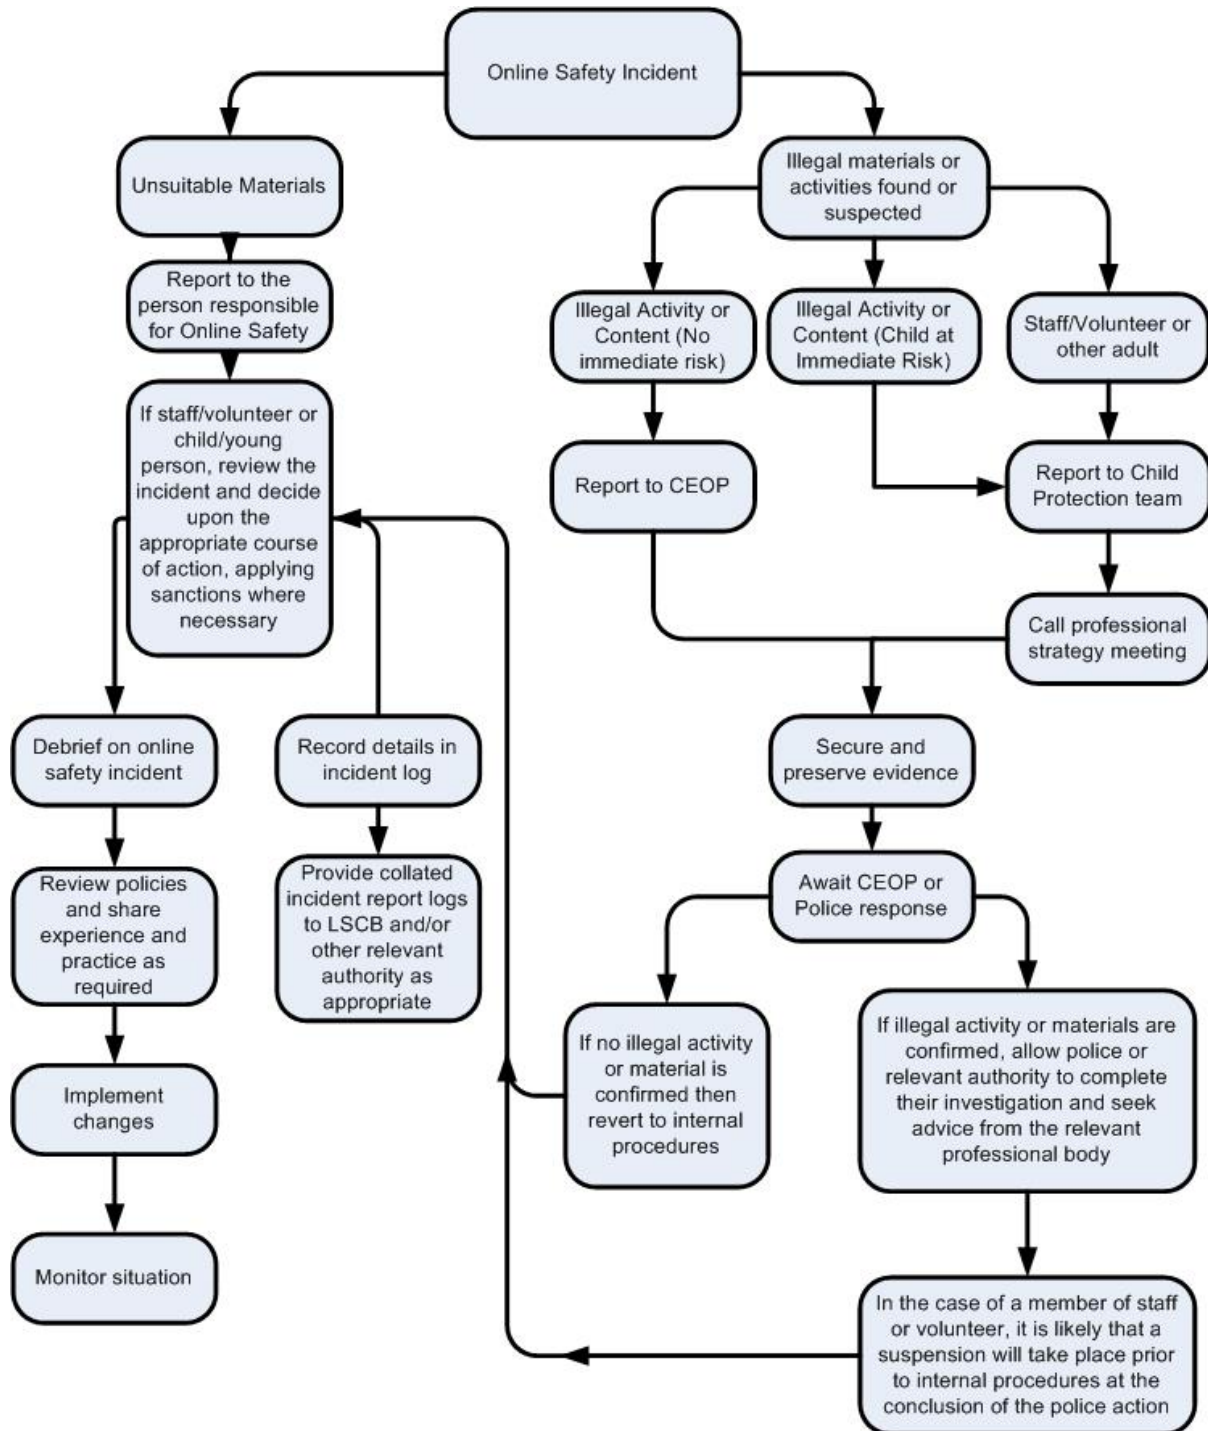 Online Safety Incident
Unsuitable Materials
Illegal materials or
activities found or
suspected
Report to the
person responsible
for Online Safety
Illegal Activity or
Content (No
immediate risk)
Illegal Activity or
Content (Child at
Immediate Risk)
Staff/Volunteer or
other adult
If staff/volunteer or
child/young
person, review the
incident and decide
upon the
appropriate course
of action, applying
sanctions where
necessary
Report to CEOP
Report to Child
Protection team
Call professional
strategy meeting
Debrief on online
safety incident
Record details in
incident log
Secure and
preserve evidence
Review policies
and share
experience and
practice as
required
Provide collated
incident report logs
to LSCB and/or
other relevant
authority as
appropriate
Await CEOP or
Police response
If no illegal activity
or material is
confirmed then
revert to internal
procedures
If illegal activity or materials are
confirmed, allow police or
relevant authority to complete
their investigation and seek
advice from the relevant
professional body
Implement
changes
Monitor situation
In the case of a member of staff
or volunteer, it is likely that a
suspension will take place prior
to internal procedures at the
conclusion of the police action